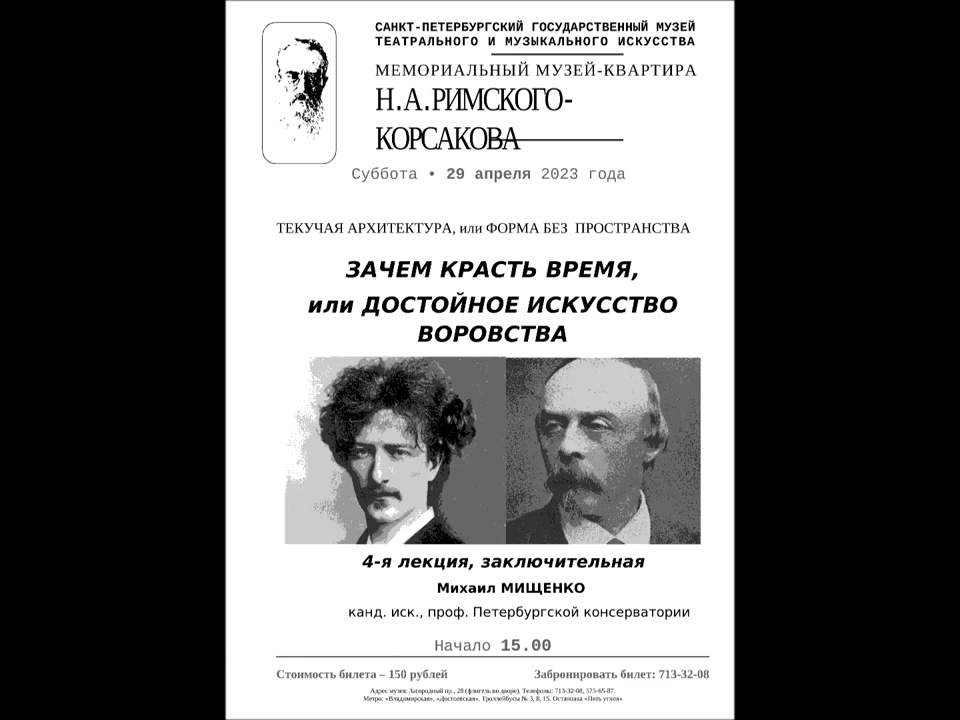 САНКТ-ПЕТЕРБУРГСКИЙ ГОСУДАРСТВЕННЫЙ МУЗЕЙ
ТЕАТРАЛЬНОГО И МУЗЫКАЛЬНОГО ИСКУССТВА
МЕМОРИАЛЬНЫЙ МУЗЕЙ-КВАРТИРА
Н.А.РИМСКОГО-
КОРСАКОВА
Суббота • 29 апреля 2023 года
ТЕКУЧАЯ АРХИТЕКТУРА, или ФОРМА БЕЗ ПРОСТРАНСТВА
ЗАЧЕМ КРАСТЬ ВРЕМЯ,
или ДОСТОЙНОЕ ИСКУССТВО
ВОРОВСТВА
4-я лекция, заключительная
Михаил МИЩЕНКО
канд. иск., проф. Петербургской консерватории
Начало 15.00
Стоимость билета – 150 рублей Забронировать билет: 713-32-08
Адрес музея: Загородный пр., 28 (флигель во дворе). Телефоны: 713-32-08, 575-65-87.
Метро: «Владимирская», «Достоевская». Троллейбусы № 3, 8, 15. Остановка «Пять углов»